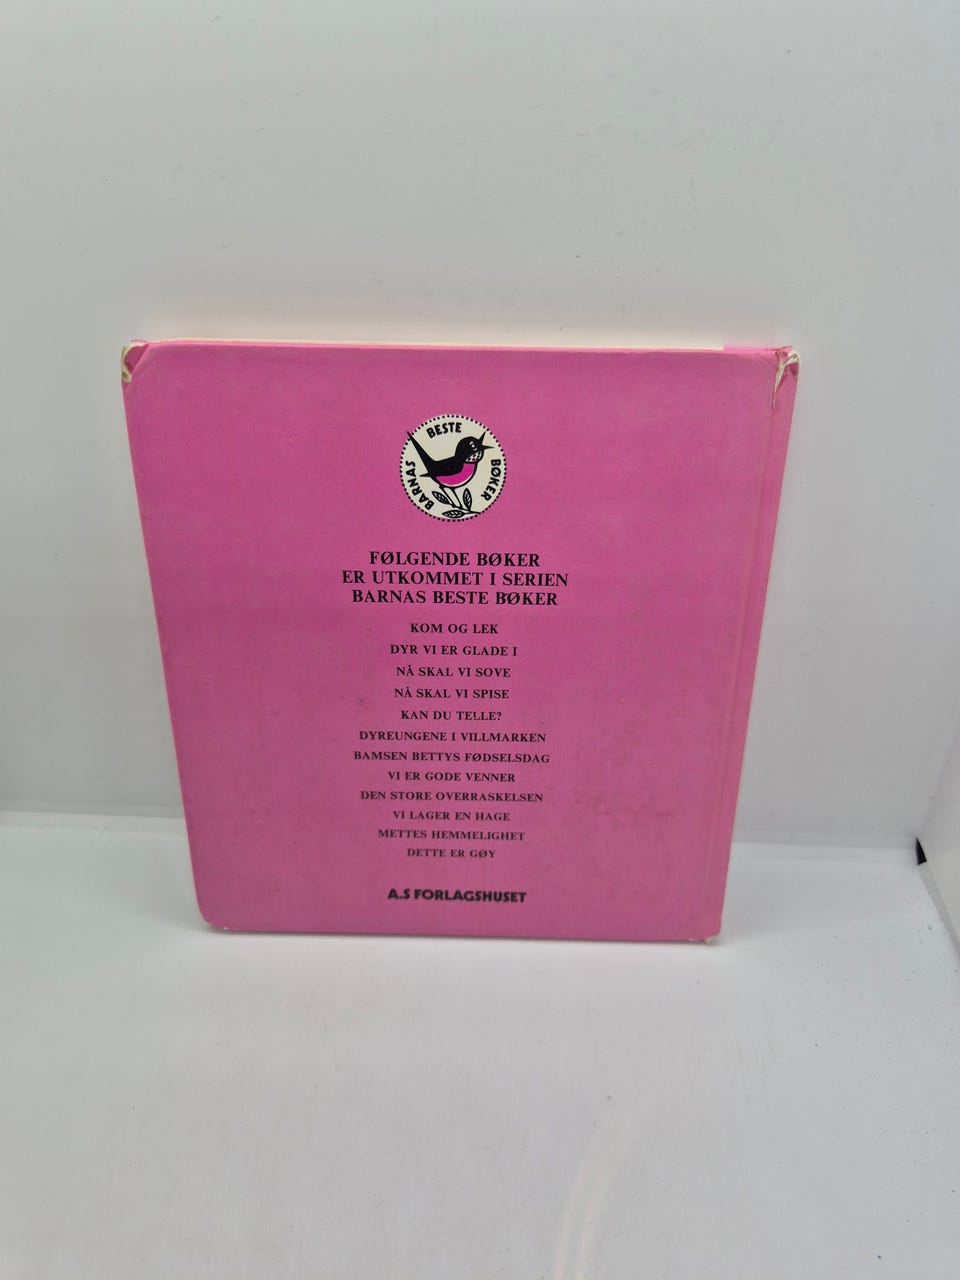 BARNAS BESTE BØKER
FØLGENDE BØKER
ER UTKOMMET I SERIEN
BARNAS BESTE BØKER
KOM OG LEK
DYR VI ER GLADE I
NÅ SKAL VI SOVE
NÅ SKAL VI SPISE
KAN DU TELLE?
DYREUNGENE I VILLMARKEN
BAMSEN BETTYS FØDSELSDAG
VI ER GODE VENNER
DEN STORE OVERRASKELSEN
VI LAGER EN HAGE
METTES HEMMELIGHET
DETTE ER GØY
A.S FORLAGSHUSET